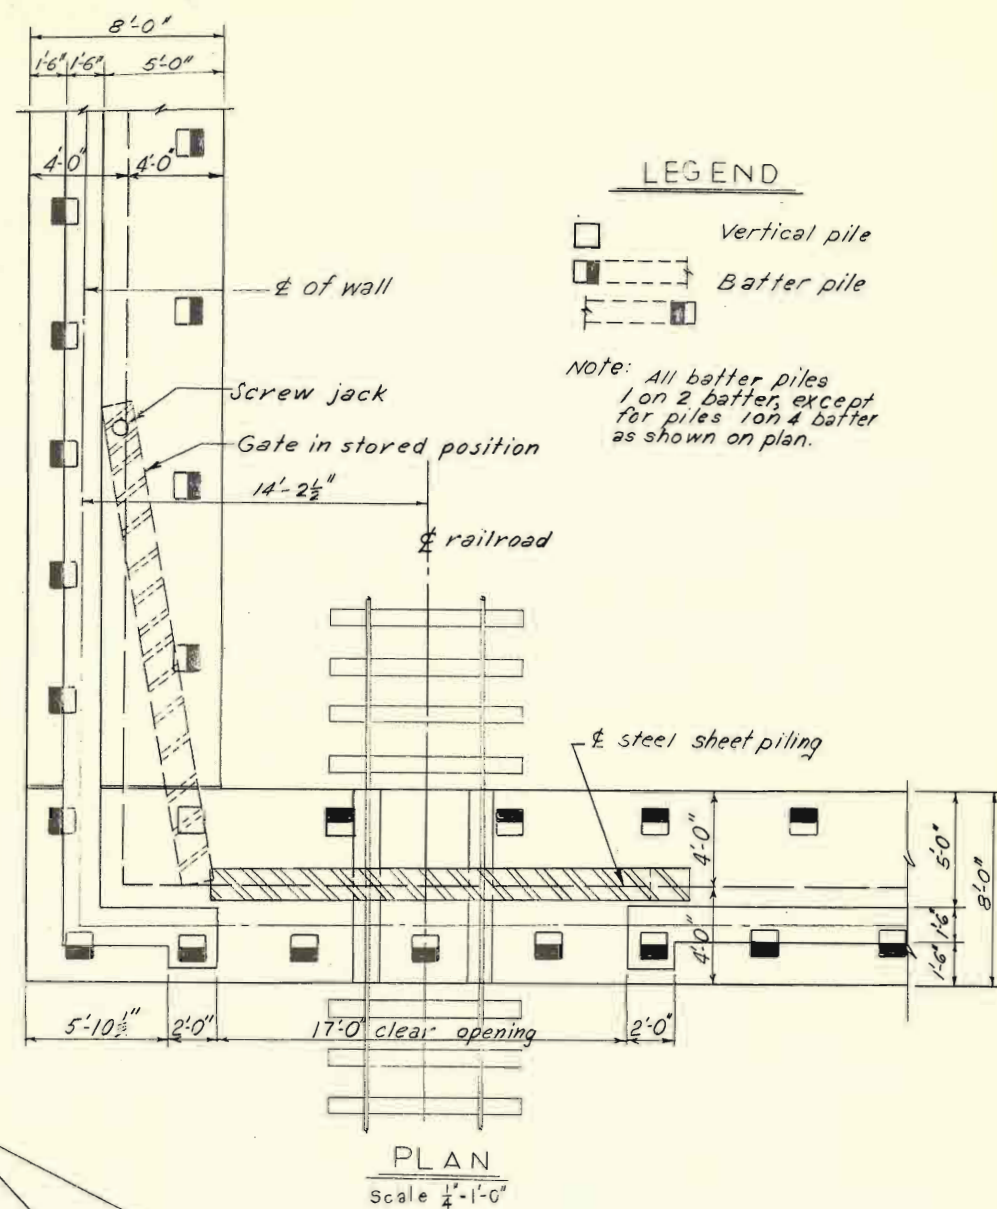 8'-0"
1'-6" 1'-6" 5'-0"
4'-0" 4'-0"
LEGEND
Vertical pile
Batter pile
Note: All batter piles
1 on 2 batter, except
for piles 1 on 4 batter
as shown on plan.
℄ of wall
Screw jack
Gate in stored position
14'-2½"
℄ railroad
℄ steel sheet piling
4'-0"
5'-0"
8'-0"
4'-0"
1'-6"
1'-6"
5'-10½" 2'-0" 17'-0" clear opening 2'-0"
PLAN
Scale ¼"-1'-0"